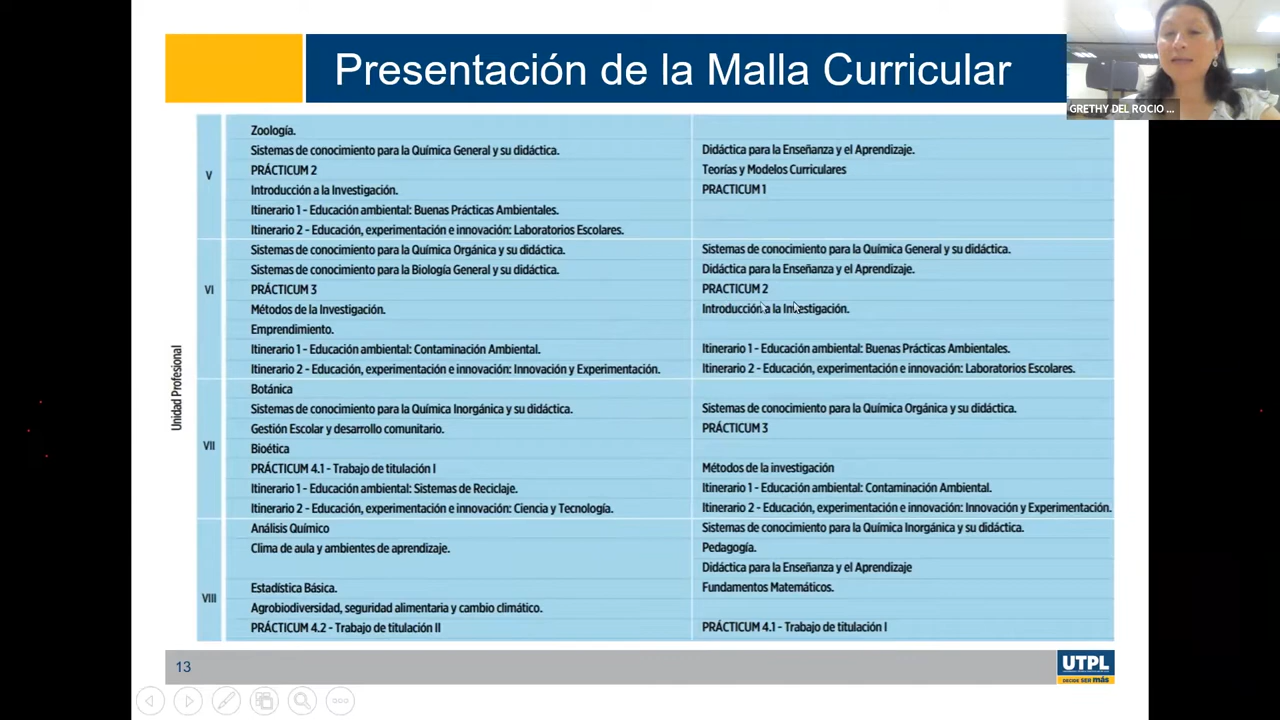 Presentación de la Malla Curricular
GRETHY DEL ROCIO ...
Unidad Profesional
V
Zoología.
Sistemas de conocimiento para la Química General y su didáctica. Didáctica para la Enseñanza y el Aprendizaje.
PRÁCTICUM 2 Teorías y Modelos Curriculares
Introducción a la Investigación. PRACTICUM 1
Itinerario 1 - Educación ambiental: Buenas Prácticas Ambientales.
Itinerario 2 - Educación, experimentación e innovación: Laboratorios Escolares.
VI
Sistemas de conocimiento para la Química Orgánica y su didáctica. Sistemas de conocimiento para la Química General y su didáctica.
Sistemas de conocimiento para la Biología General y su didáctica. Didáctica para la Enseñanza y el Aprendizaje.
PRÁCTICUM 3 PRACTICUM 2
Métodos de la Investigación. Introducción a la Investigación.
Emprendimiento.
Itinerario 1 - Educación ambiental: Contaminación Ambiental. Itinerario 1 - Educación ambiental: Buenas Prácticas Ambientales.
Itinerario 2 - Educación, experimentación e innovación: Innovación y Experimentación. Itinerario 2 - Educación, experimentación e innovación: Laboratorios Escolares.
VII
Botánica
Sistemas de conocimiento para la Química Inorgánica y su didáctica. Sistemas de conocimiento para la Química Orgánica y su didáctica.
Gestión Escolar y desarrollo comunitario. PRÁCTICUM 3
Bioética
PRÁCTICUM 4.1 - Trabajo de titulación I Métodos de la investigación
Itinerario 1 - Educación ambiental: Sistemas de Reciclaje. Itinerario 1 - Educación ambiental: Contaminación Ambiental.
Itinerario 2 - Educación, experimentación e innovación: Ciencia y Tecnología. Itinerario 2 - Educación, experimentación e innovación: Innovación y Experimentación.
VIII
Análisis Químico Sistemas de conocimiento para la Química Inorgánica y su didáctica.
Clima de aula y ambientes de aprendizaje. Pedagogía.
Didáctica para la Enseñanza y el Aprendizaje
Estadística Básica. Fundamentos Matemáticos.
Agrobiodiversidad, seguridad alimentaria y cambio climático.
PRÁCTICUM 4.2 - Trabajo de titulación II PRÁCTICUM 4.1 - Trabajo de titulación I
13
UTPL
DECIDE SER más